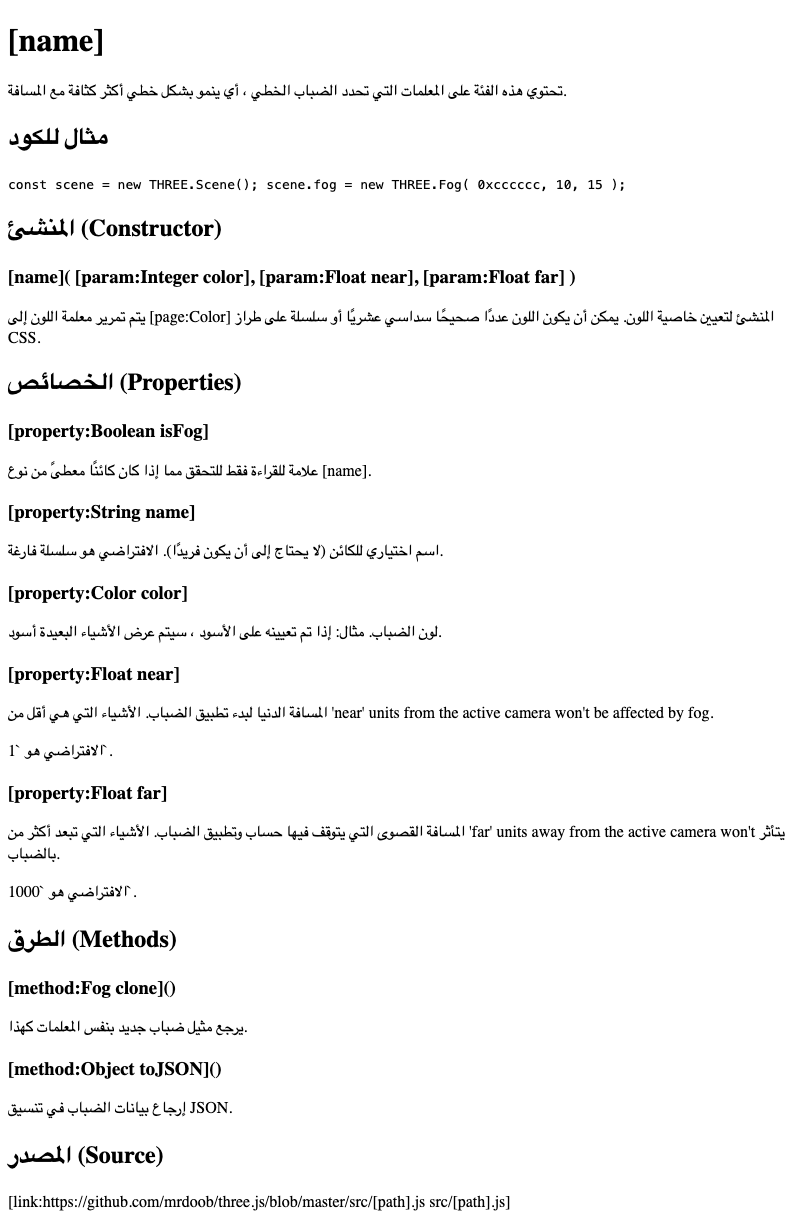 [name]
تحتوي هذه الفئة على المعلمات التي تحدد الضباب الخطي ، أي ينمو بشكل خطي أكثر كثافة مع المسافة.
مثال للكود
const scene = new THREE.Scene(); scene.fog = new THREE.Fog( 0xcccccc, 10, 15 );
المنشئ (Constructor)
[name]( [param:Integer color], [param:Float near], [param:Float far] )
يتم تمرير معلمة اللون إلى [page:Color] المنشئ لتعيين خاصية اللون. يمكن أن يكون اللون عددًا صحيحًا سداسي عشريًا أو سلسلة على طراز
CSS.
الخصائص (Properties)
[property:Boolean isFog]
علامة للقراءة فقط للتحقق مما إذا كان كائنًا معطىً من نوع [name].
[property:String name]
اسم اختياري للكائن (لا يحتاج إلى أن يكون فريدًا). الافتراضي هو سلسلة فارغة.
[property:Color color]
لون الضباب. مثال: إذا تم تعيينه على الأسود ، سيتم عرض الأشياء البعيدة أسود.
[property:Float near]
المسافة الدنيا لبدء تطبيق الضباب. الأشياء التي هي أقل من 'near' units from the active camera won't be affected by fog.
الافتراضي هو `1`.
[property:Float far]
المسافة القصوى التي يتوقف فيها حساب وتطبيق الضباب. الأشياء التي تبعد أكثر من 'far' units away from the active camera won't يتأثر
بالضباب.
الافتراضي هو `1000`.
الطرق (Methods)
[method:Fog clone]()
يرجع مثيل ضباب جديد بنفس المعلمات كهذا.
[method:Object toJSON]()
إرجاع بيانات الضباب في تنسيق JSON.
المصدر (Source)
[link:https://github.com/mrdoob/three.js/blob/master/src/[path].js src/[path].js]